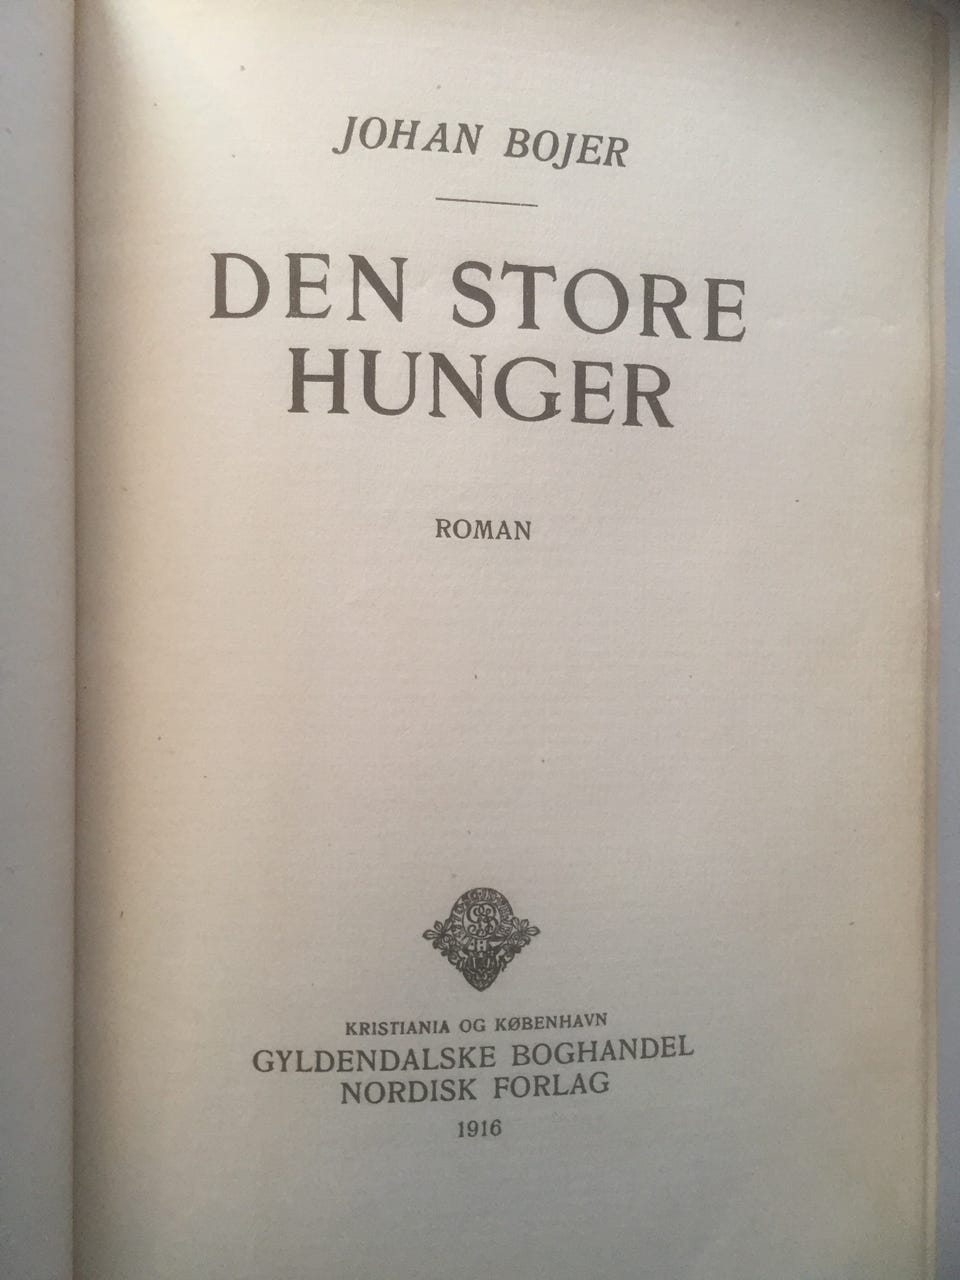 JOHAN BOJER
DEN STORE
HUNGER
ROMAN
KRISTIANIA OG KØBENHAVN
GYLDENDALSKE BOGHANDEL
NORDISK FORLAG
1916